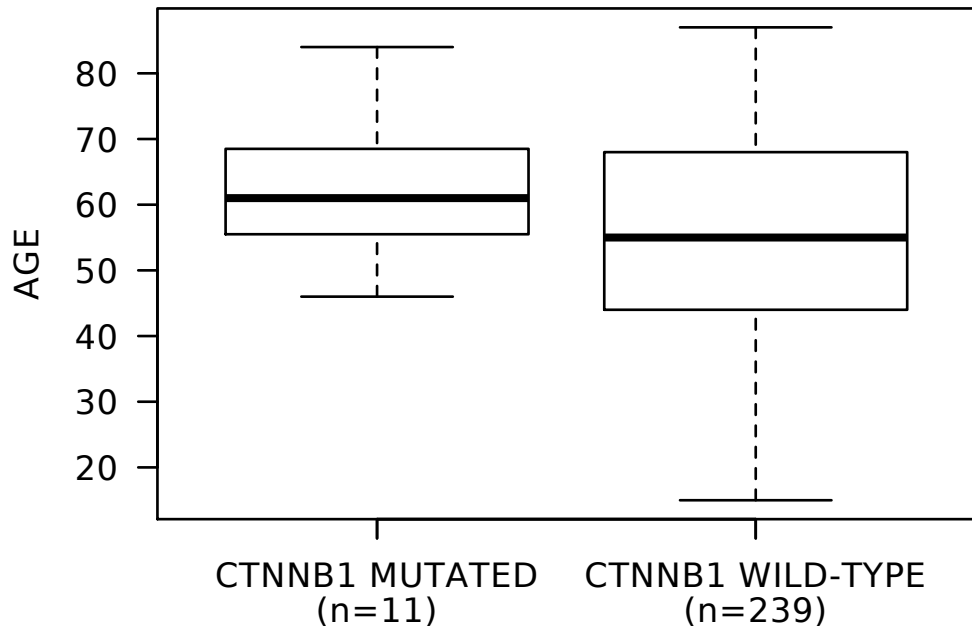 80
70
60
50
40
30
20
AGE
CTNNB1 MUTATED
(n=11)
CTNNB1 WILD-TYPE
(n=239)